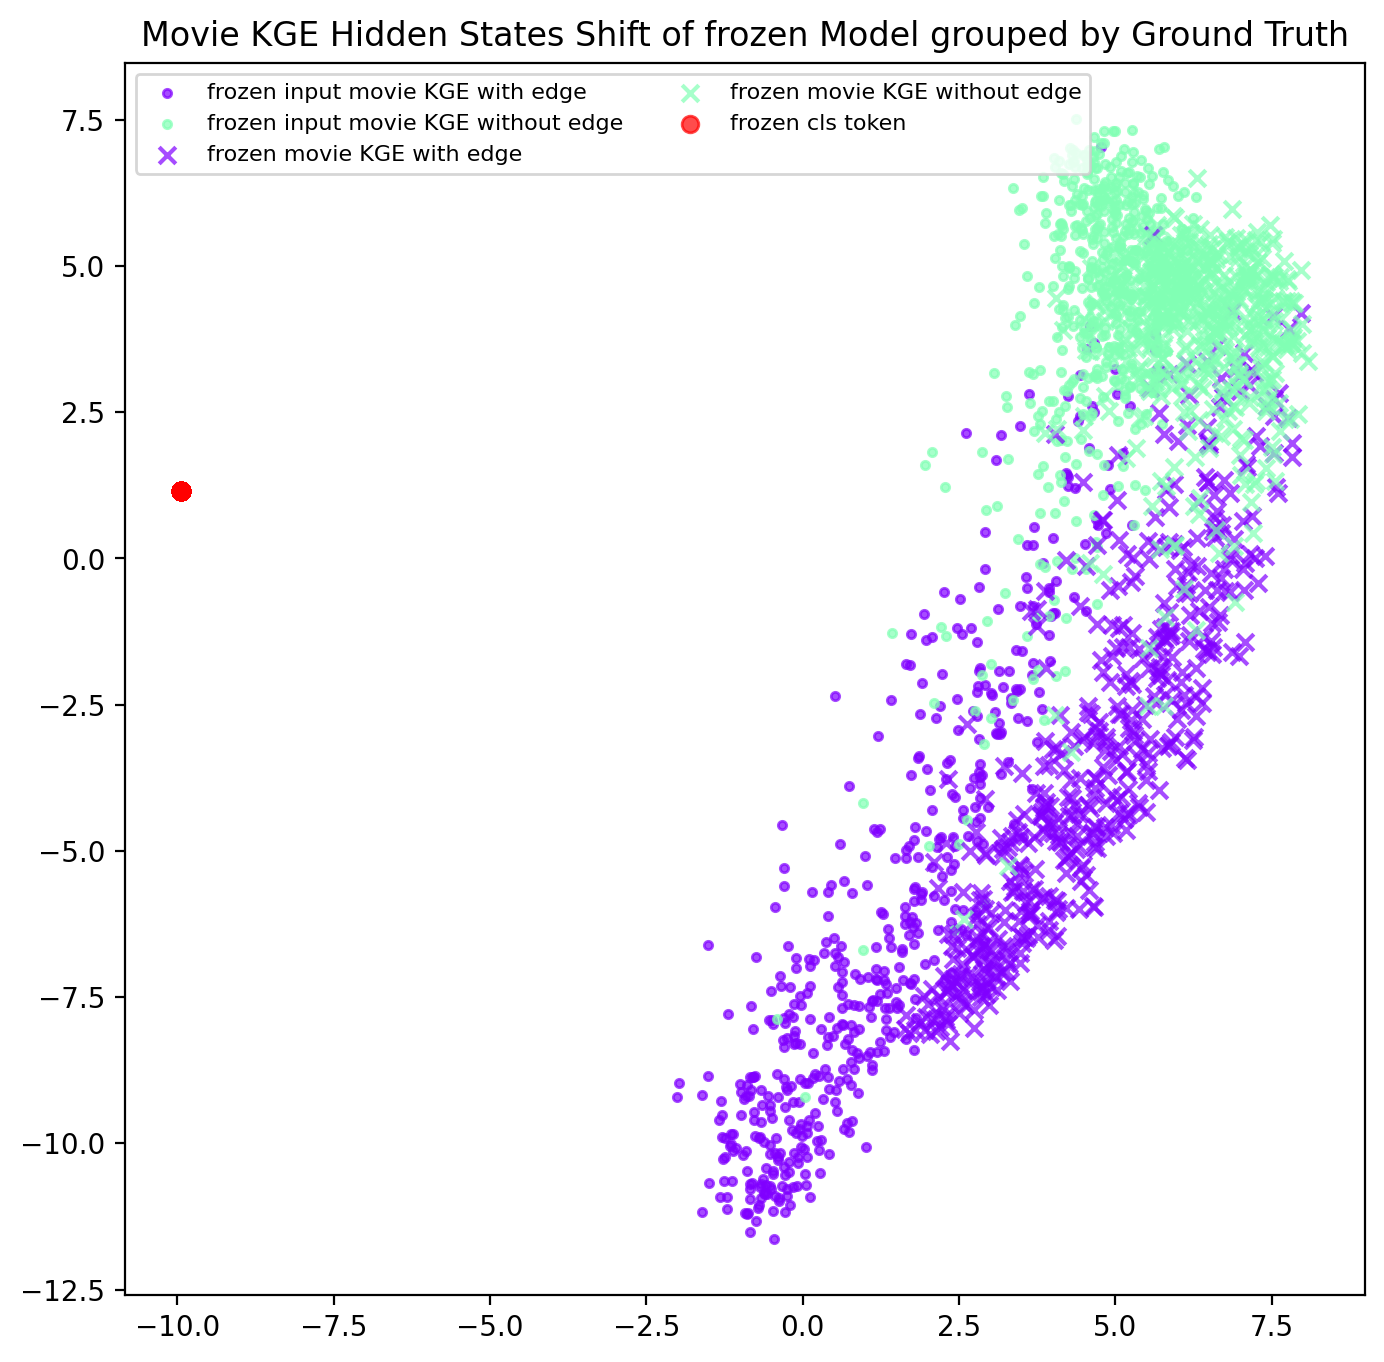 Movie KGE Hidden States Shift of frozen Model grouped by Ground Truth
frozen input movie KGE with edge
frozen input movie KGE without edge
frozen movie KGE with edge
frozen movie KGE without edge
frozen cls token
7.5
5.0
2.5
0.0
−2.5
−5.0
−7.5
−10.0
−12.5
−10.0 −7.5 −5.0 −2.5 0.0 2.5 5.0 7.5